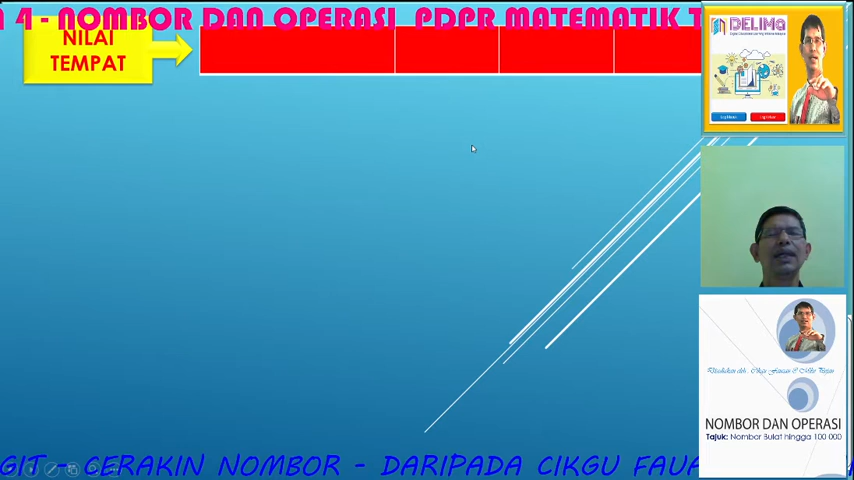 4 - NOMBOR DAN OPERASI PDPR MATEMATIK T
NILAI
TEMPAT
DELIMa
NOMBOR DAN OPERASI
Tajuk: Nombor Bulat hingga 100 000
GIT - CERAKIN NOMBOR - DARIPADA CIKGU FAUZ